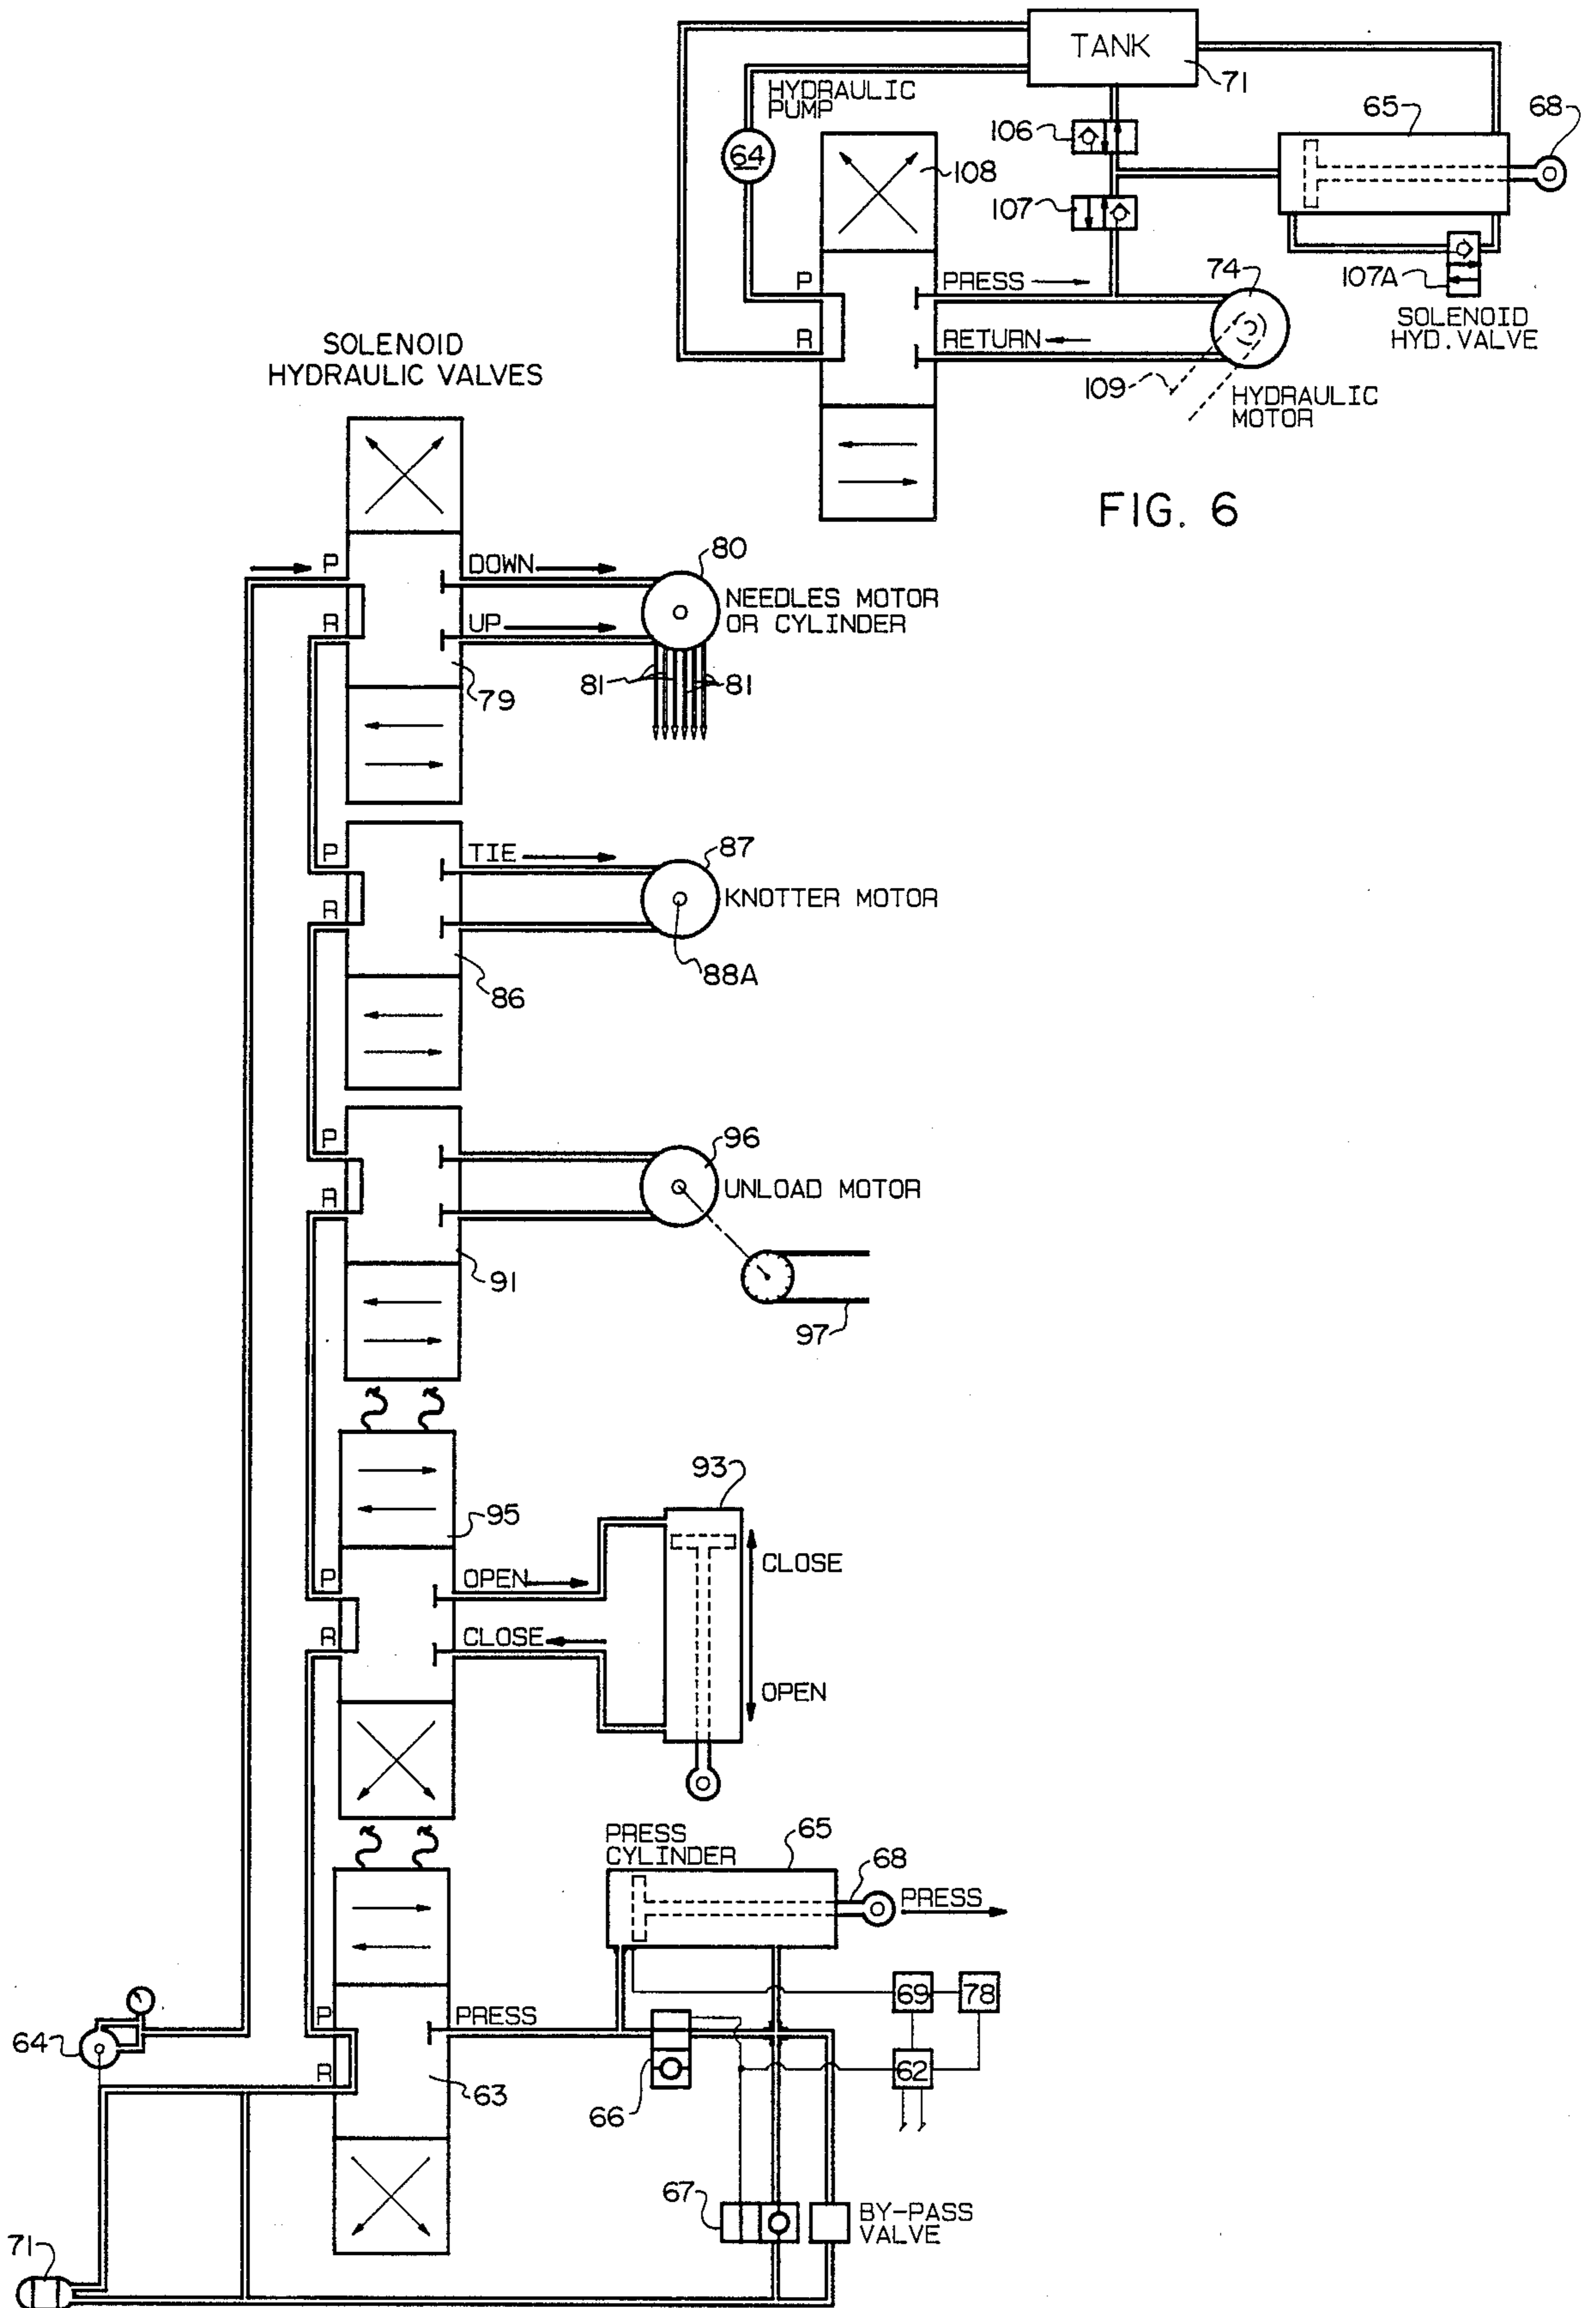 TANK
71
HYDRAULIC
PUMP
64
106
65
68
108
107
107A
SOLENOID
HYD.VALVE
P
PRESS
74
R
RETURN
109
HYDRAULIC
MOTOR
FIG. 6
SOLENOID
HYDRAULIC VALVES
P
DOWN
80
NEEDLES MOTOR
OR CYLINDER
R
UP
79
81
81
P
TIE
87
KNOTTER MOTOR
R
88A
86
P
96
UNLOAD MOTOR
R
91
97
93
95
P
OPEN
CLOSE
R
CLOSE
OPEN
PRESS
CYLINDER
65
68
PRESS
69
78
P
PRESS
64
R
62
63
66
67
BY-PASS
VALVE
71